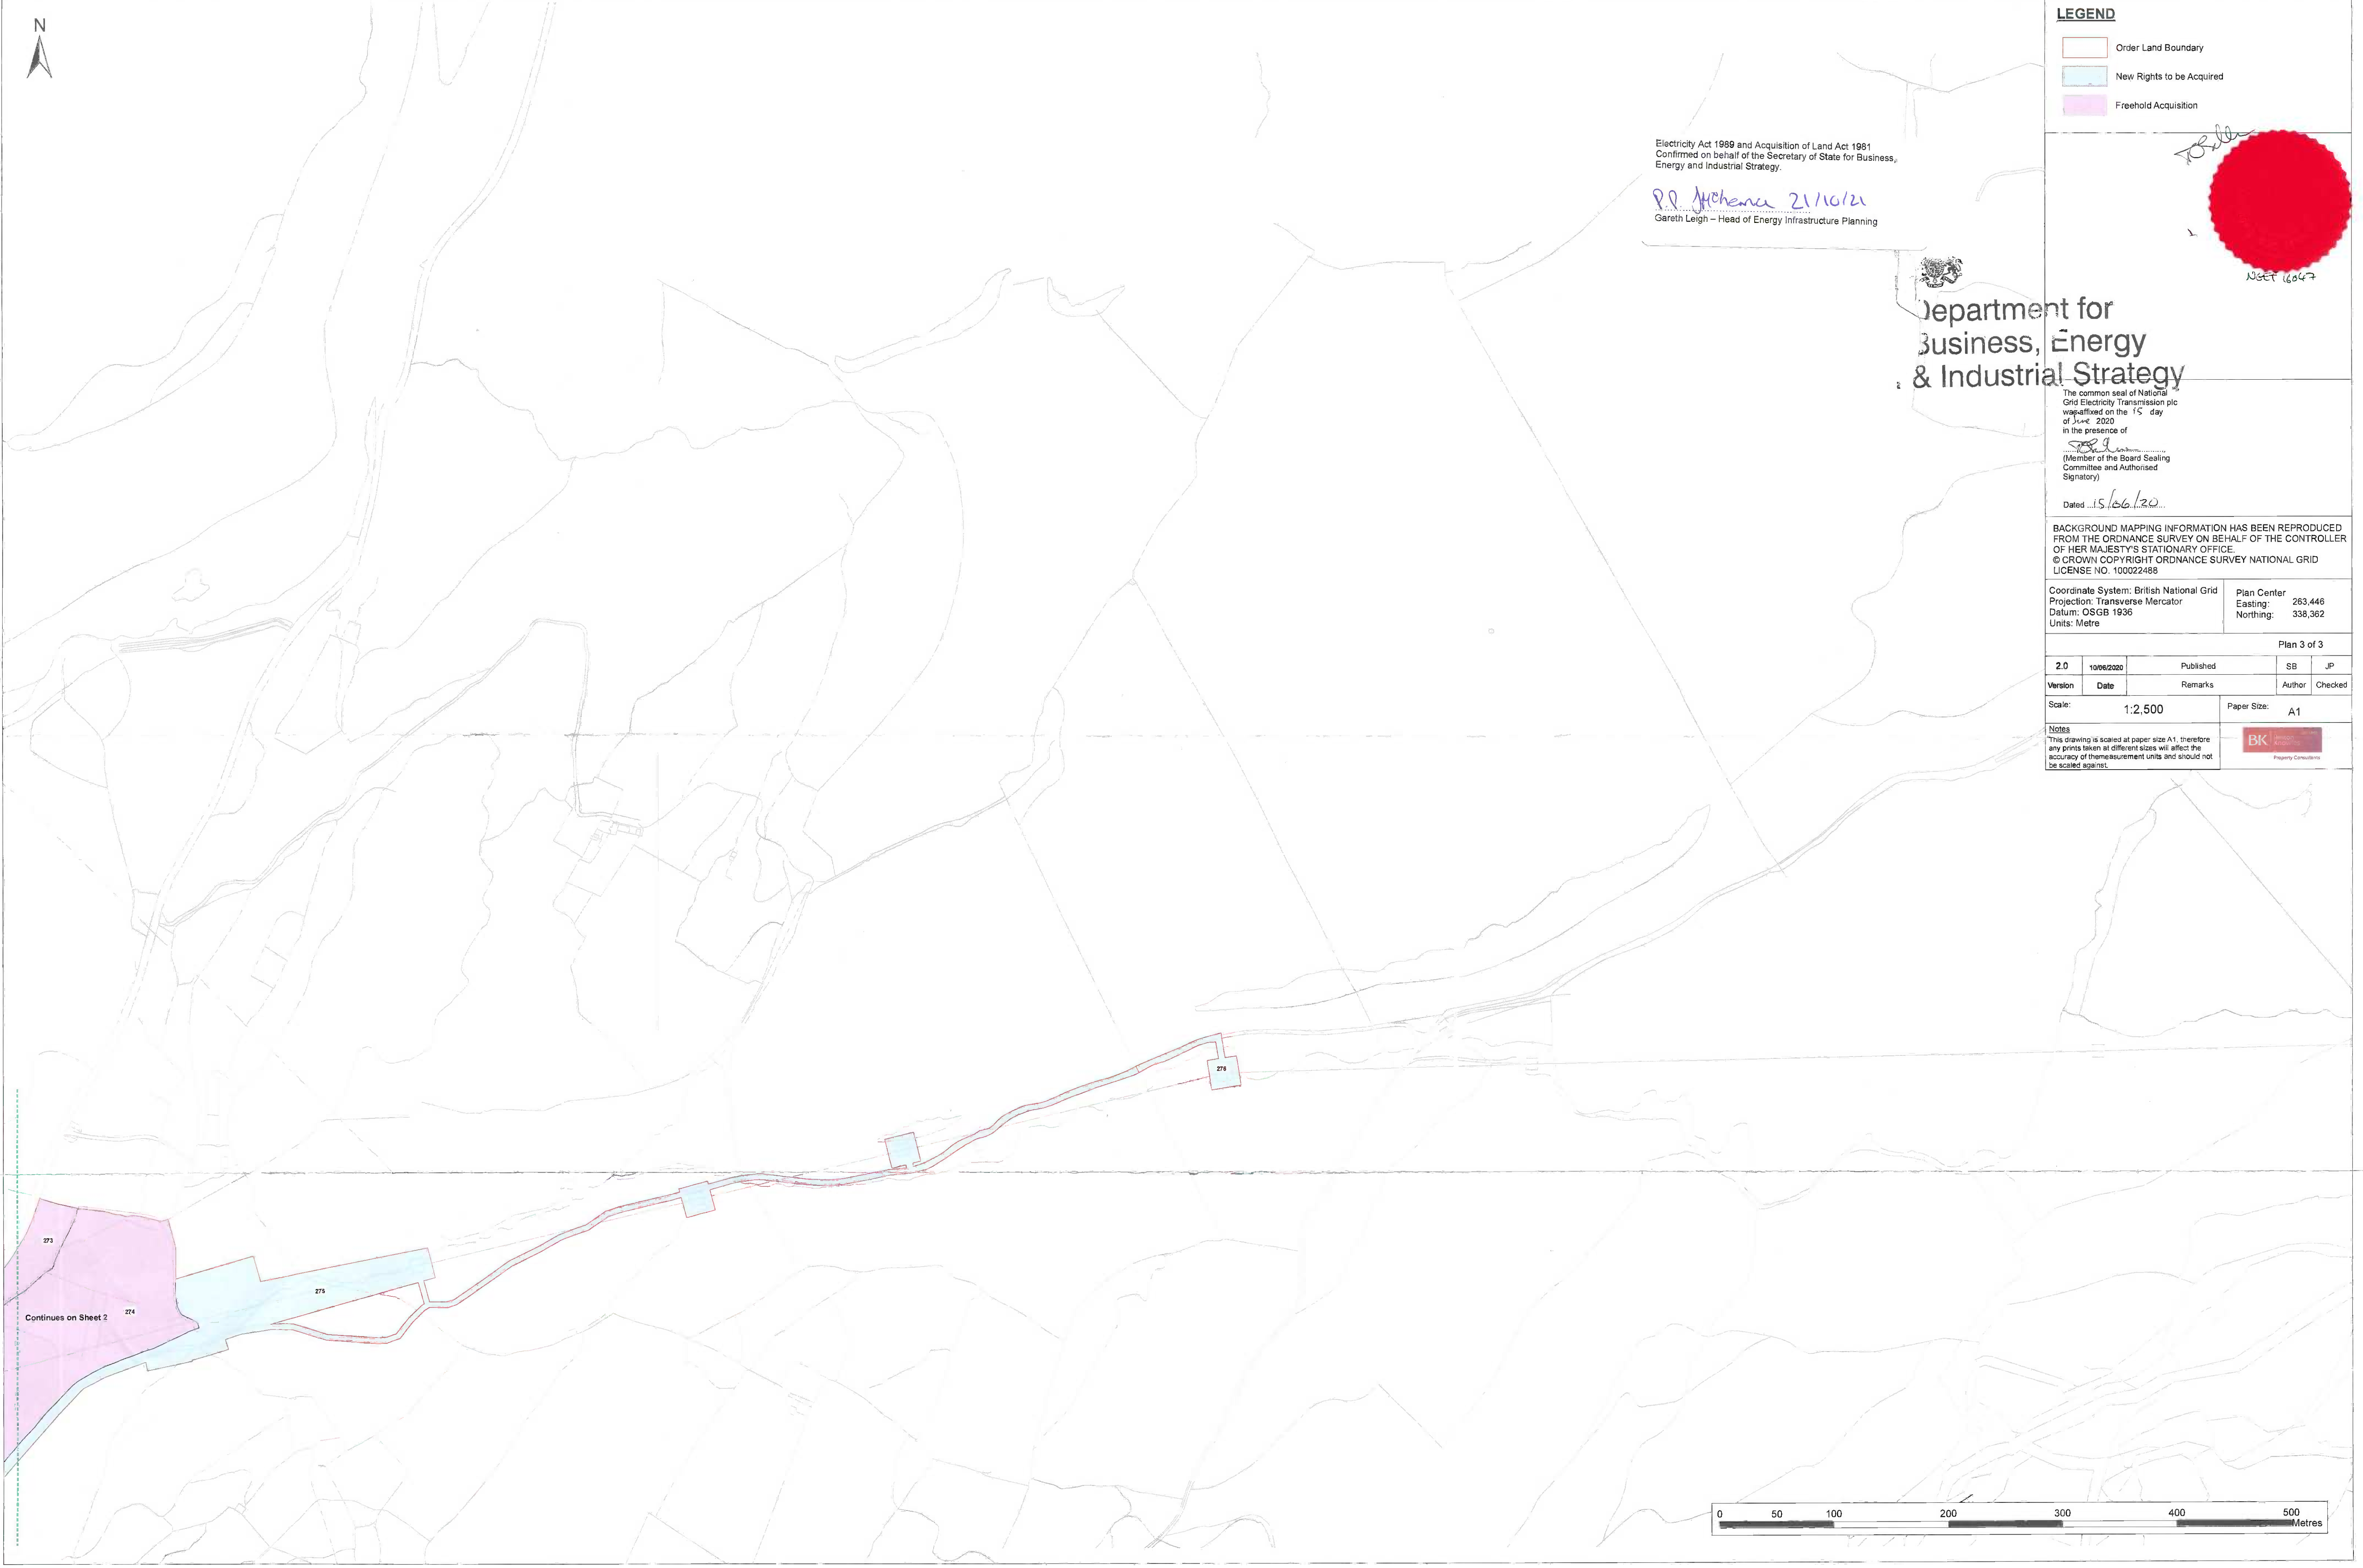 N
LEGEND
Order Land Boundary
New Rights to be Acquired
Freehold Acquisition
Electricity Act 1989 and Acquisition of Land Act 1981
Confirmed on behalf of the Secretary of State for Business,
Energy and Industrial Strategy.
P.P. 21/10/21
Gareth Leigh – Head of Energy Infrastructure Planning
NGET 16047
Department for
Business, Energy
& Industrial Strategy
The common seal of National
Grid Electricity Transmission plc
was affixed on the 15 day
of June 2020
in the presence of
(Member of the Board Sealing
Committee and Authorised
Signatory)
Dated 15/06/20
BACKGROUND MAPPING INFORMATION HAS BEEN REPRODUCED
FROM THE ORDNANCE SURVEY ON BEHALF OF THE CONTROLLER
OF HER MAJESTY'S STATIONARY OFFICE.
© CROWN COPYRIGHT ORDNANCE SURVEY NATIONAL GRID
LICENSE NO. 100022488
Coordinate System: British National Grid
Projection: Transverse Mercator
Datum: OSGB 1936
Units: Metre
Plan Center
Easting: 263,446
Northing: 338,362
Plan 3 of 3
2.0 10/06/2020 Published SB JP
Version Date Remarks Author Checked
Scale: 1:2,500
Paper Size: A1
Notes
This drawing is scaled at paper size A1, therefore
any prints taken at different sizes will affect the
accuracy of themeasurement units and should not
be scaled against.
BK
Property Consultants
276
273
275
274
Continues on Sheet 2
0 50 100 200 300 400 500
Metres